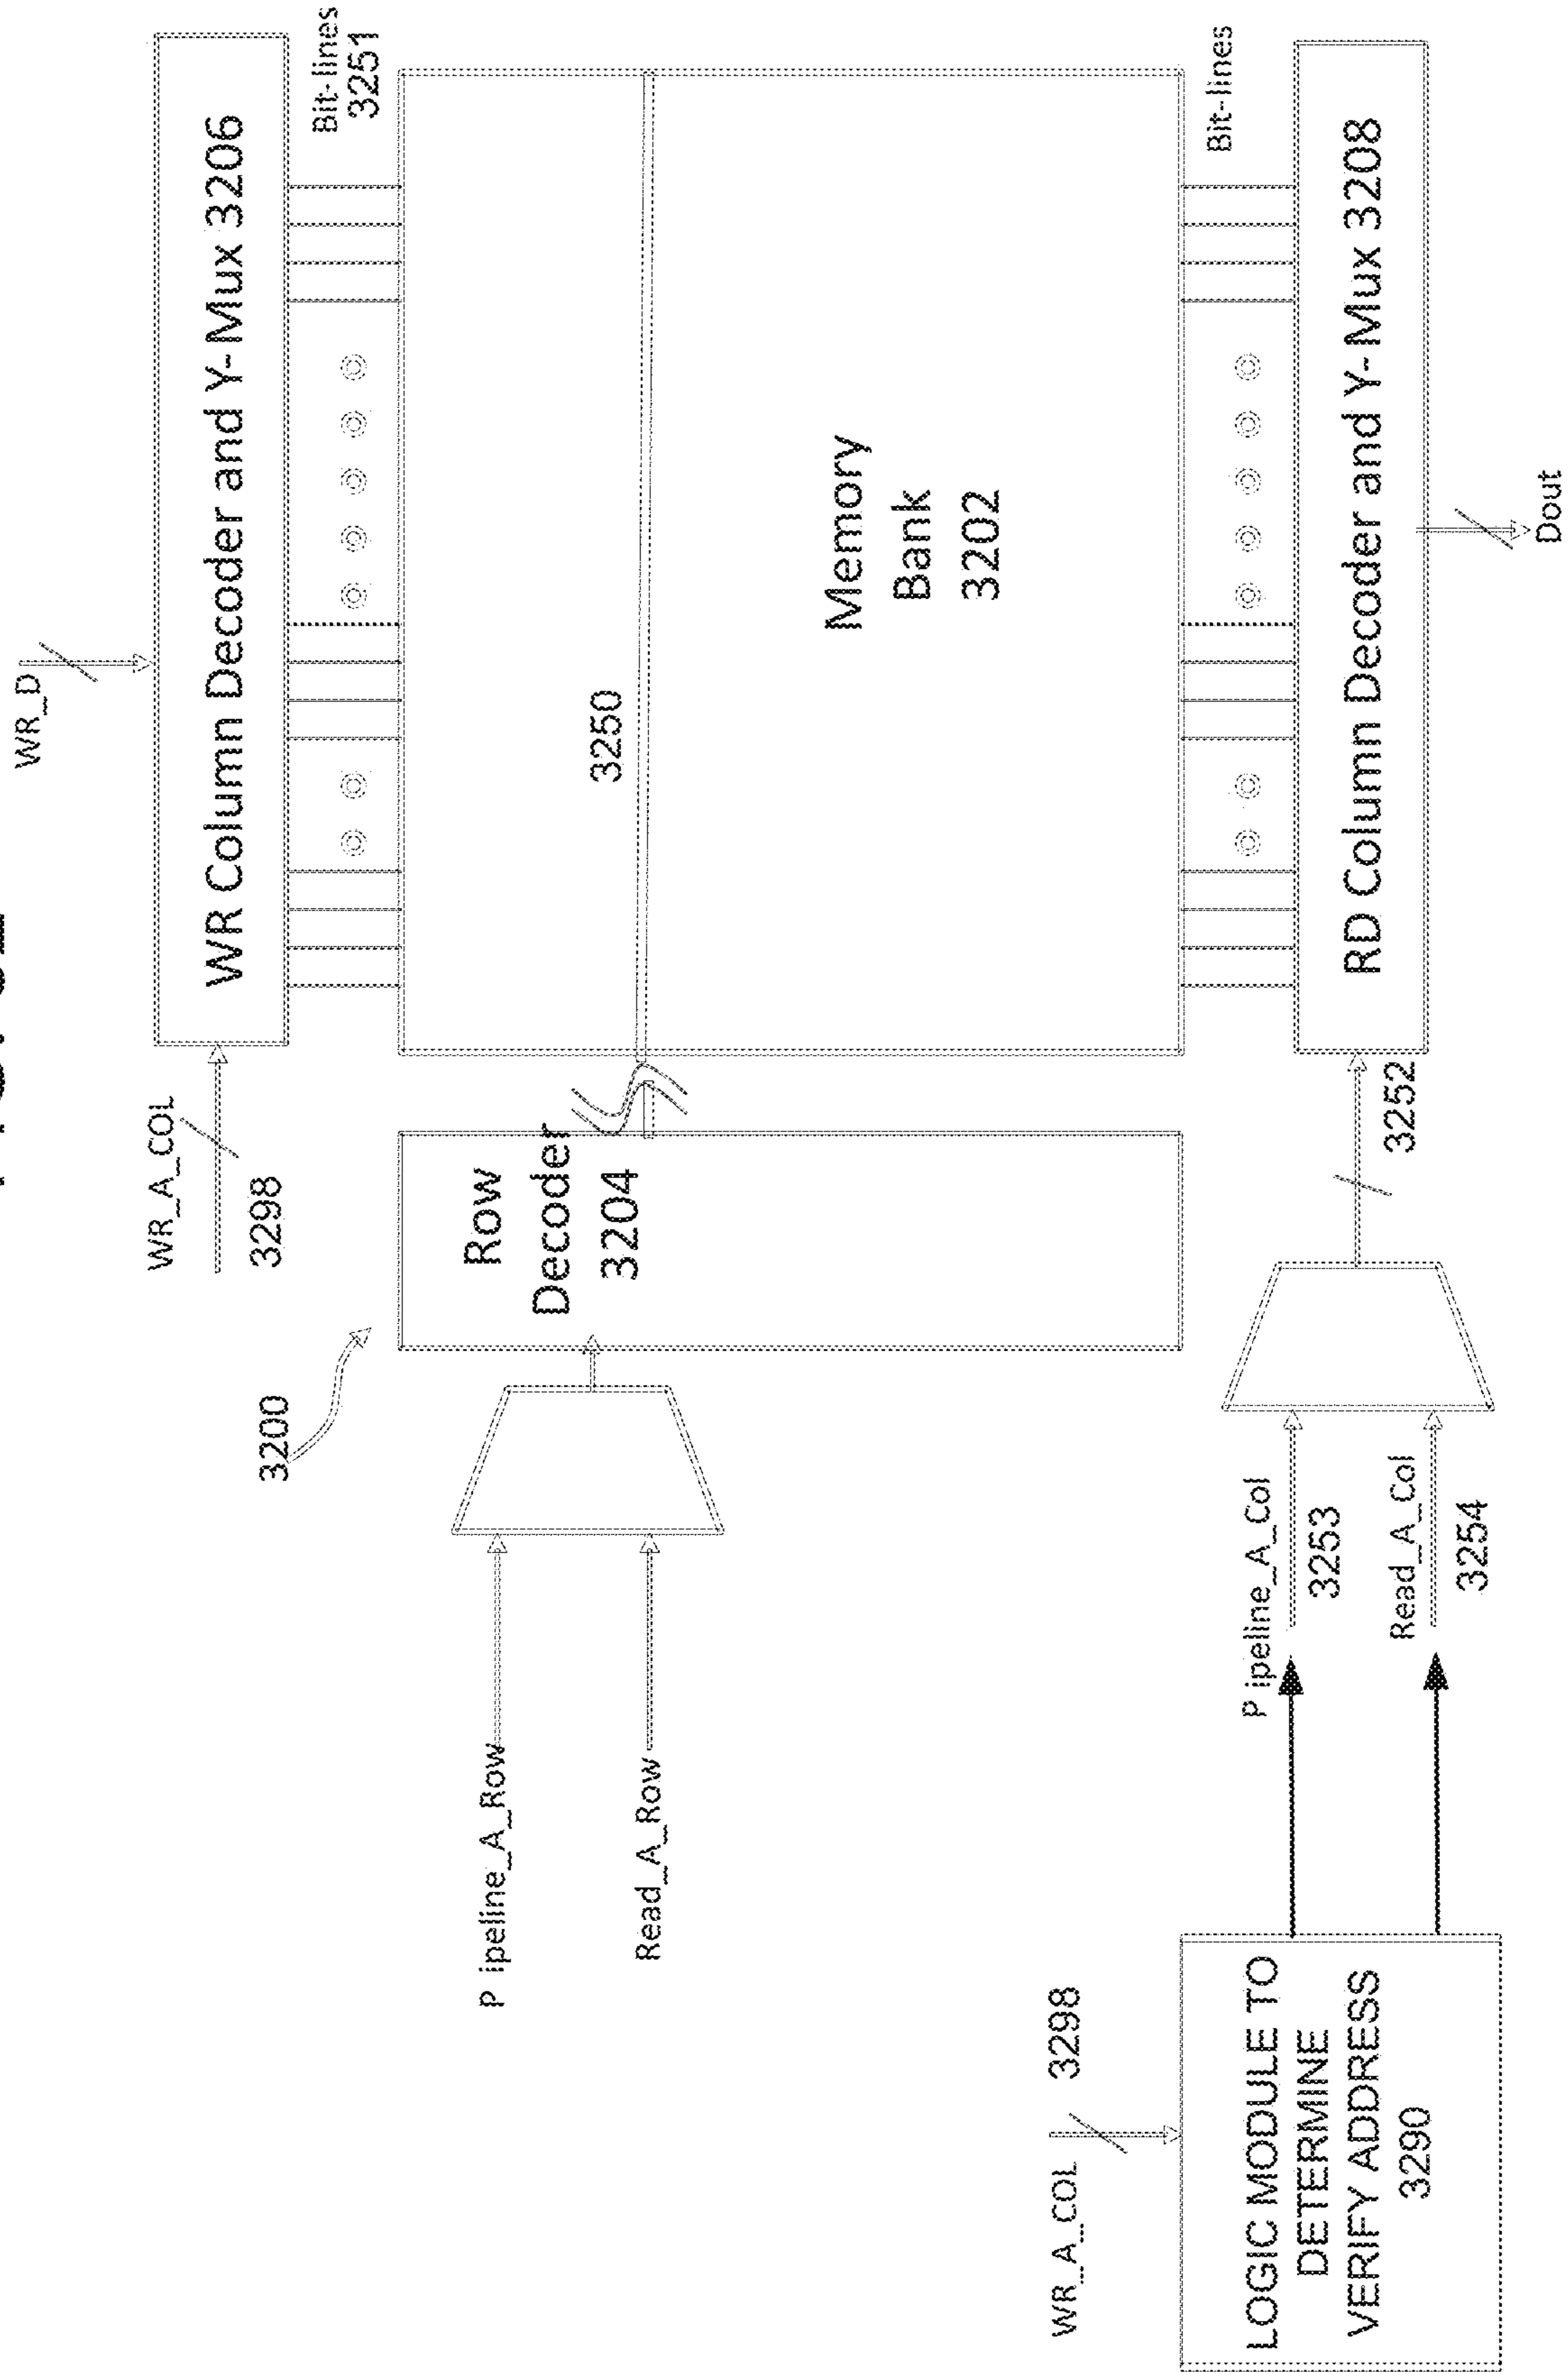 WR_D
WR_A_COL
3298
WR Column Decoder and Y-Mux 3206
Bit-lines
3251
3200
Row
Decoder
3204
3250
Memory
Bank
3202
P ipeline_A_Row
Read_A_Row
Bit-lines
WR_A_COL
3298
LOGIC MODULE TO
DETERMINE
VERIFY ADDRESS
3290
P ipeline_A_Col
3253
Read_A_Col
3254
3252
RD Column Decoder and Y-Mux 3208
Dout